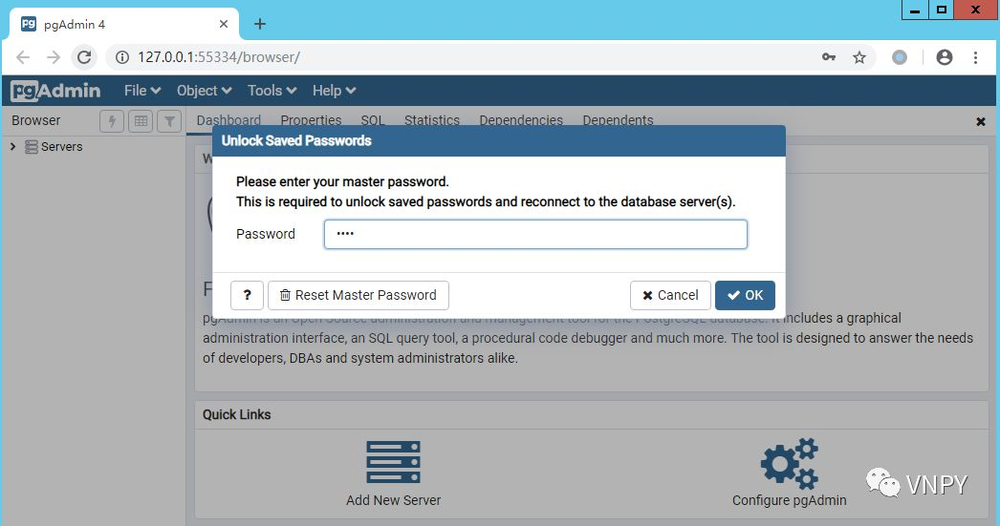 pgAdmin 4
127.0.0.1:55334/browser/
pgAdmin File Object Tools Help
Browser Dashboard Properties SQL Statistics Dependencies Dependents
Servers
Unlock Saved Passwords
Please enter your master password.
This is required to unlock saved passwords and reconnect to the database server(s).
Password ••••
? Reset Master Password Cancel OK
pgAdmin is an Open Source administration and management tool for the PostgreSQL database. It includes a graphical
administration interface, an SQL query tool, a procedural code debugger and much more. The tool is designed to answer the needs
of developers, DBAs and system administrators alike.
Quick Links
Add New Server Configure pgAdmin
VNPY